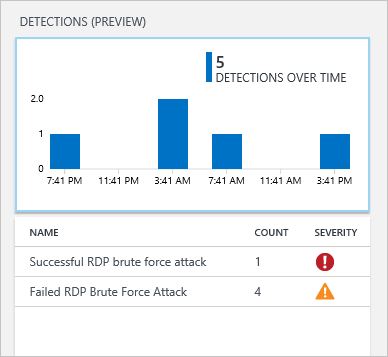 DETECTIONS (PREVIEW)
5
DETECTIONS OVER TIME
2.0
1
0
7:41 PM 11:41 PM 3:41 AM 7:41 AM 11:41 AM 3:41 PM
NAME COUNT SEVERITY
Successful RDP brute force attack 1 !
Failed RDP Brute Force Attack 4 !